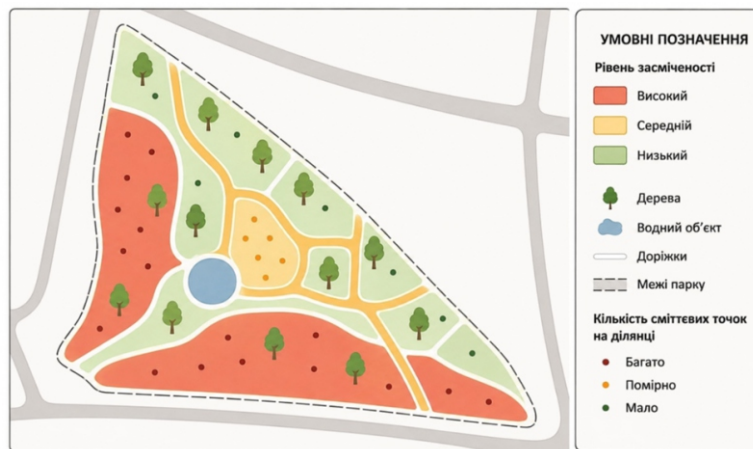 УМОВНІ ПОЗНАЧЕННЯ
Рівень засміченості
Високий
Середній
Низький
Дерева
Водний об'єкт
Доріжки
Межі парку
Кількість сміттєвих точок
на ділянці
Багато
Помірно
Мало